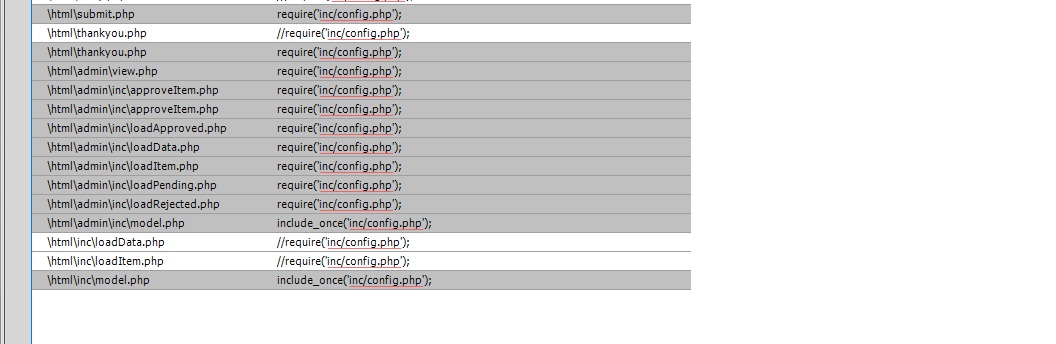 \html\submit.php require('inc/config.php');
\html\thankyou.php //require('inc/config.php');
\html\thankyou.php require('inc/config.php');
\html\admin\view.php require('inc/config.php');
\html\admin\inc\approveItem.php require('inc/config.php');
\html\admin\inc\approveItem.php require('inc/config.php');
\html\admin\inc\loadApproved.php require('inc/config.php');
\html\admin\inc\loadData.php require('inc/config.php');
\html\admin\inc\loadItem.php require('inc/config.php');
\html\admin\inc\loadPending.php require('inc/config.php');
\html\admin\inc\loadRejected.php require('inc/config.php');
\html\admin\inc\model.php include_once('inc/config.php');
\html\inc\loadData.php //require('inc/config.php');
\html\inc\loadItem.php //require('inc/config.php');
\html\inc\model.php include_once('inc/config.php');